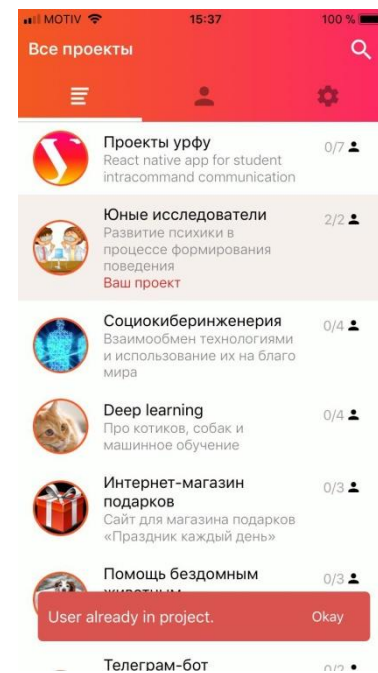 MOTIV 15:37 100 %
Все проекты
Проекты урфу 0/7
React native app for student
intracommand communication
Юные исследователи 2/2
Развитие психики в
процессе формирования
поведения
Ваш проект
Социокиберинженерия 0/4
Взаимообмен технологиями
и использование их на благо
мира
Deep learning 0/4
Про котиков, собак и
машинное обучение
Интернет-магазин 0/3
подарков
Сайт для магазина подарков
«Праздник каждый день»
Помощь бездомным 0/3
животным
User already in project. Okay
Телеграм-бот 0/2